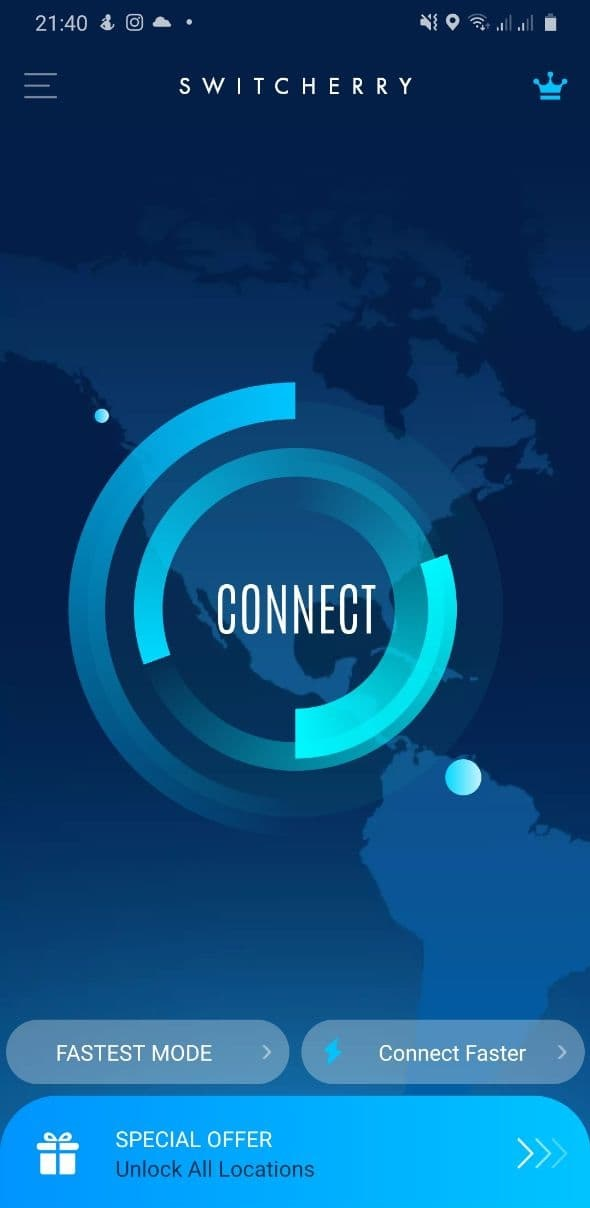 21:40
SWITCHERRY
CONNECT
FASTEST MODE
Connect Faster
SPECIAL OFFER
Unlock All Locations